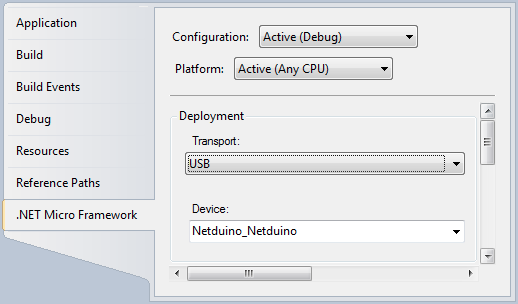 Application
Build
Build Events
Debug
Resources
Reference Paths
.NET Micro Framework
Configuration: Active (Debug)
Platform: Active (Any CPU)
Deployment
Transport:
USB
Device:
Netduino_Netduino